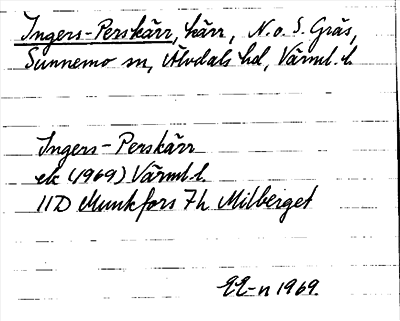 Ingers-Perskärr, kärr, N. o. S. Gräs,
Sunnemo sn, Älvdals hd, Värml. l.
Ingers-Perskärr
ek (1969) Värml. l.
11D Munkfors 7h Milberget
EE-n 1969.